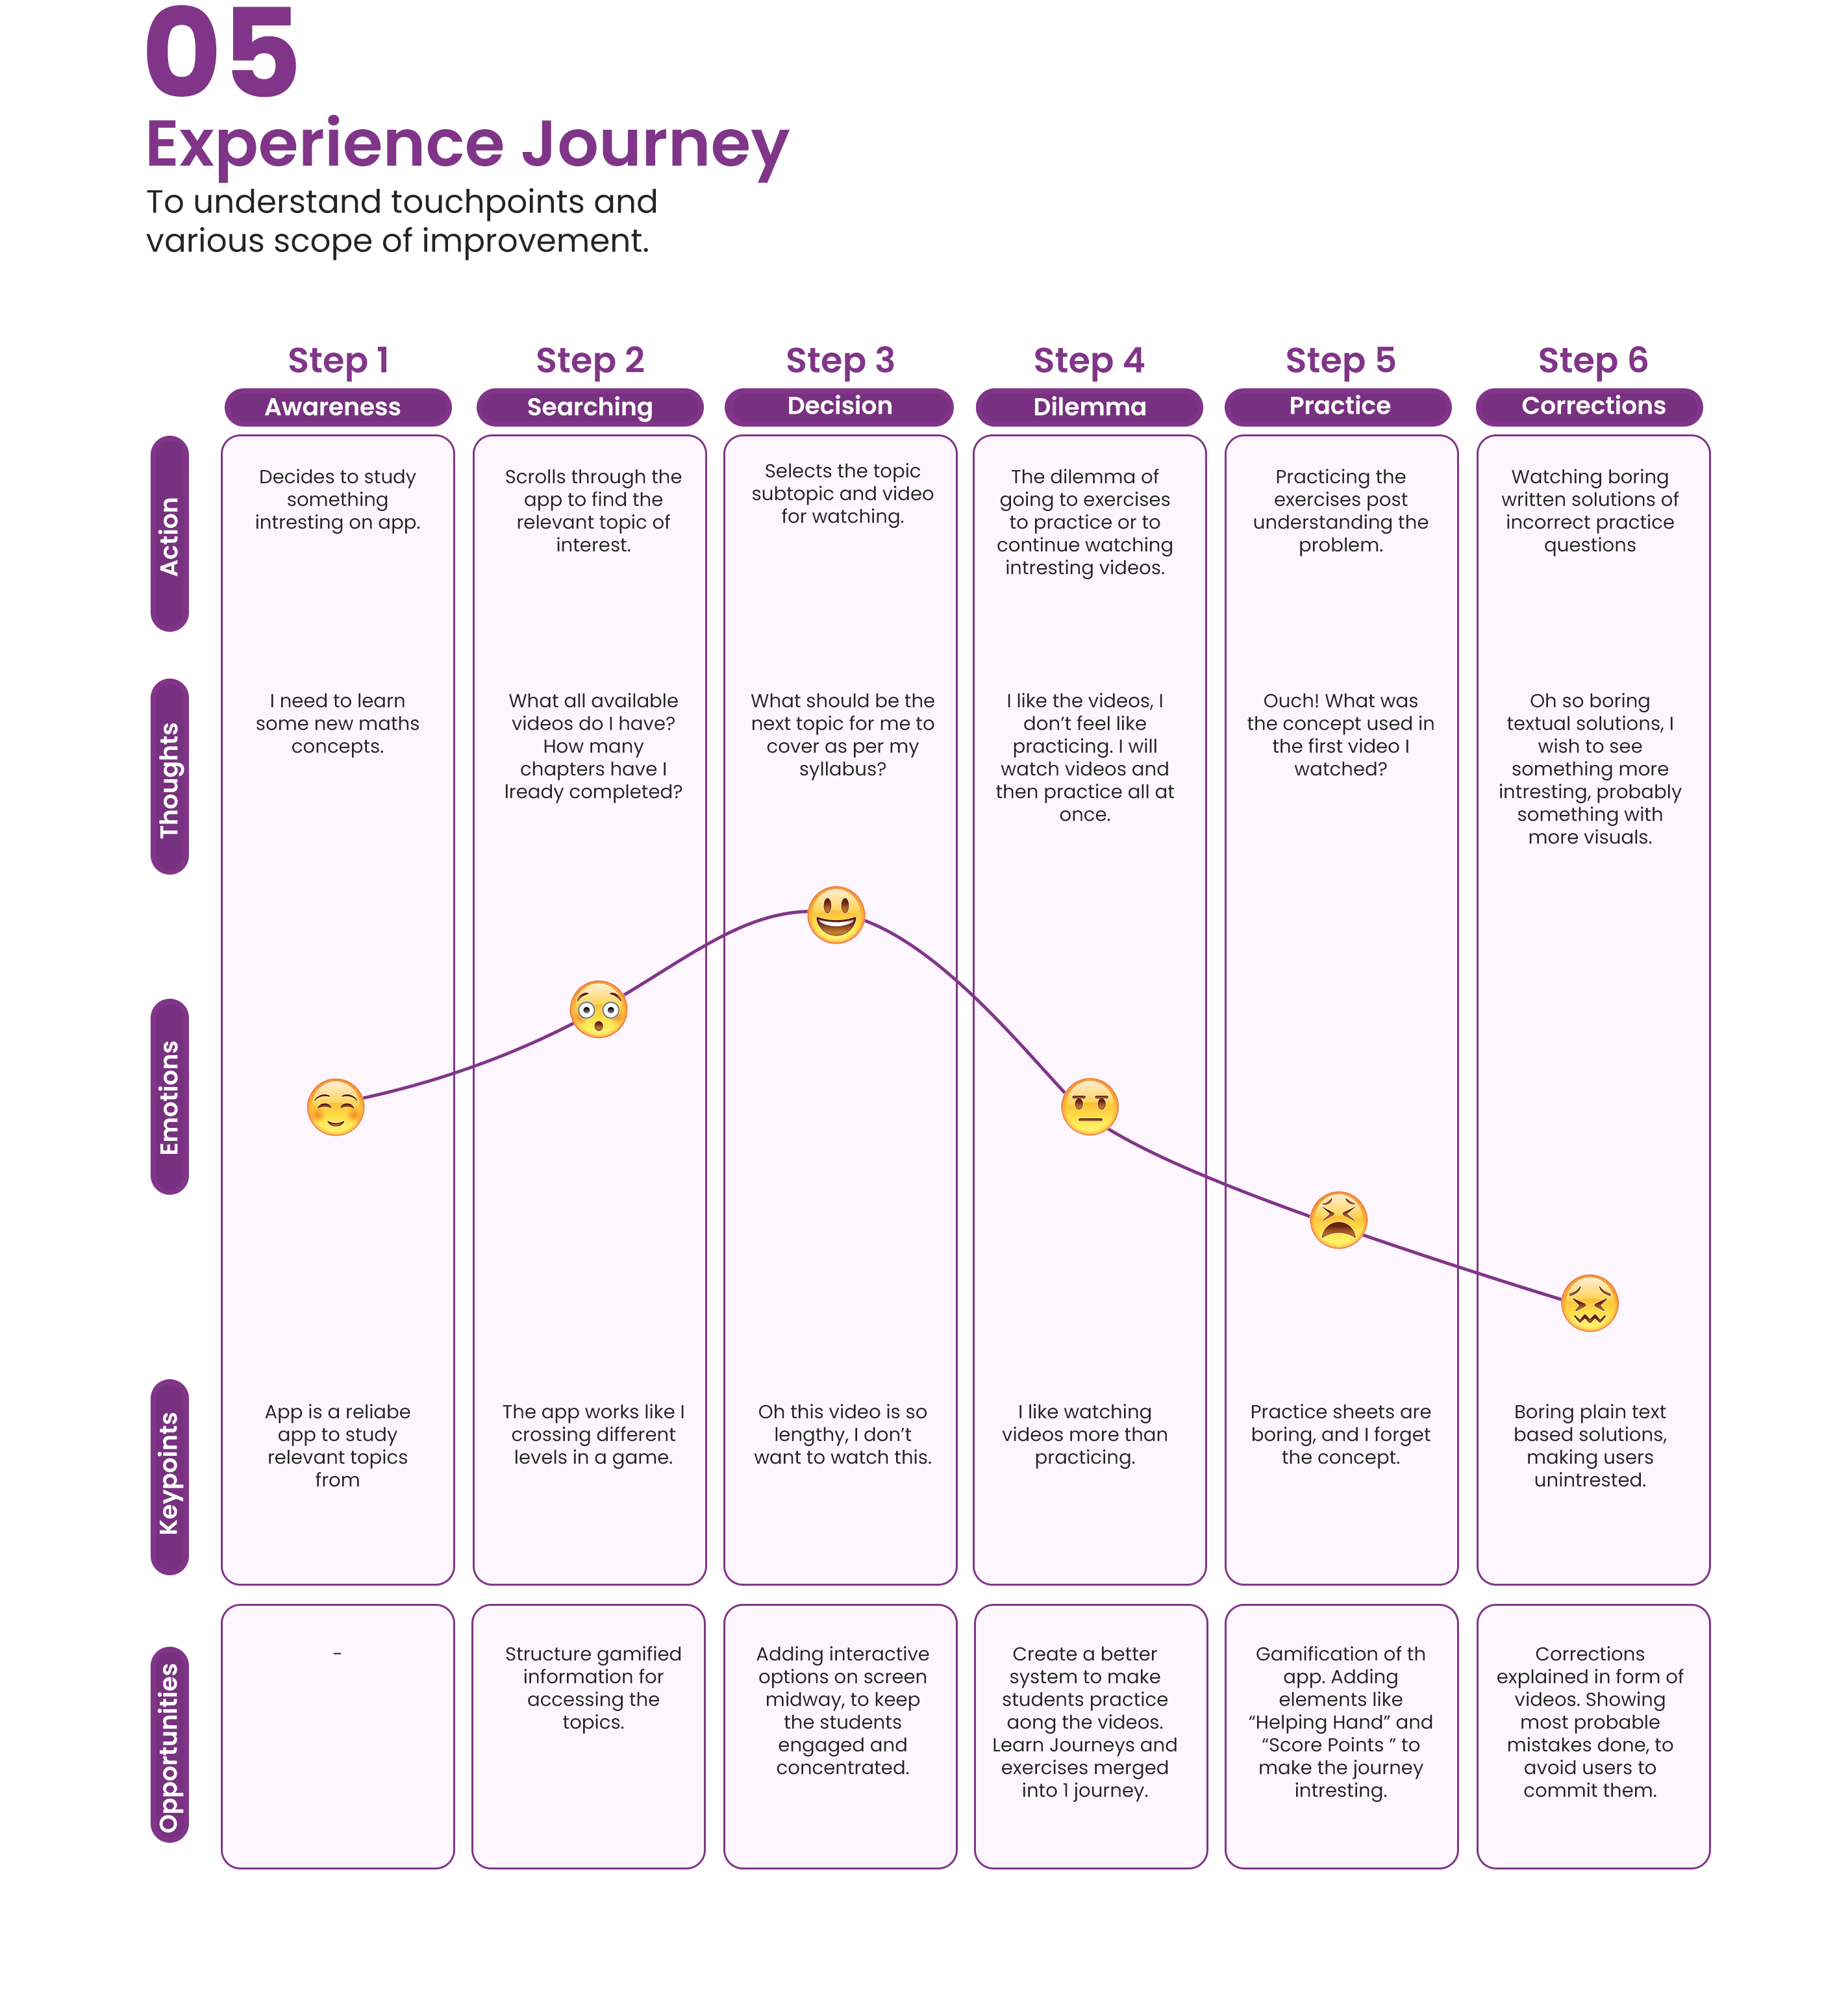 05
Experience Journey
To understand touchpoints and
various scope of improvement.
Step 1
Step 2
Step 3
Step 4
Step 5
Step 6
Awareness
Searching
Decision
Dilemma
Practice
Corrections
Action
Decides to study
something
intresting on app.
Scrolls through the
app to find the
relevant topic of
interest.
Selects the topic
subtopic and video
for watching.
The dilemma of
going to exercises
to practice or to
continue watching
intresting videos.
Practicing the
exercises post
understanding the
problem.
Watching boring
written solutions of
incorrect practice
questions
Thoughts
I need to learn
some new maths
concepts.
What all available
videos do I have?
How many
chapters have I
lready completed?
What should be the
next topic for me to
cover as per my
syllabus?
I like the videos, I
don’t feel like
practicing. I will
watch videos and
then practice all at
once.
Ouch! What was
the concept used in
the first video I
watched?
Oh so boring
textual solutions, I
wish to see
something more
intresting, probably
something with
more visuals.
Emotions
Keypoints
App is a reliabe
app to study
relevant topics
from
The app works like I
crossing different
levels in a game.
Oh this video is so
lengthy, I don’t
want to watch this.
I like watching
videos more than
practicing.
Practice sheets are
boring, and I forget
the concept.
Boring plain text
based solutions,
making users
unintrested.
Opportunities
-
Structure gamified
information for
accessing the
topics.
Adding interactive
options on screen
midway, to keep
the students
engaged and
concentrated.
Create a better
system to make
students practice
aong the videos.
Learn Journeys and
exercises merged
into 1 journey.
Gamification of th
app. Adding
elements like
“Helping Hand” and
“Score Points ” to
make the journey
intresting.
Corrections
explained in form of
videos. Showing
most probable
mistakes done, to
avoid users to
commit them.